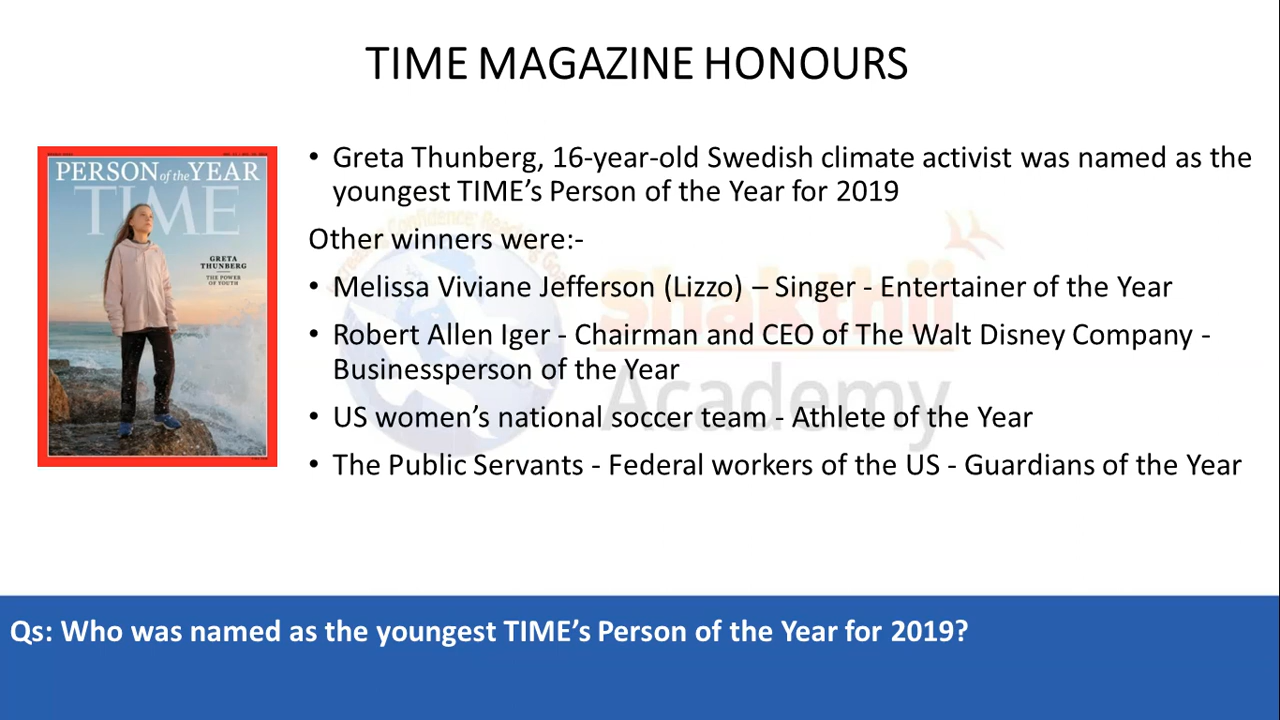 TIME MAGAZINE HONOURS
PERSON of the YEAR
TIME
GRETA
THUNBERG
THE POWER
OF YOUTH
• Greta Thunberg, 16-year-old Swedish climate activist was named as the
youngest TIME’s Person of the Year for 2019
Other winners were:-
• Melissa Viviane Jefferson (Lizzo) – Singer - Entertainer of the Year
• Robert Allen Iger - Chairman and CEO of The Walt Disney Company -
Businessperson of the Year
• US women’s national soccer team - Athlete of the Year
• The Public Servants - Federal workers of the US - Guardians of the Year
Shakthii
Academy
Qs: Who was named as the youngest TIME’s Person of the Year for 2019?